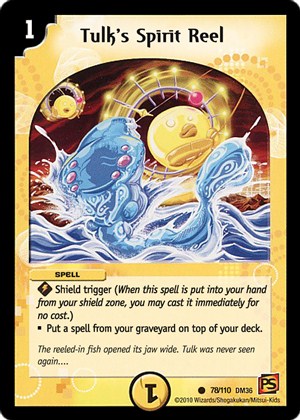 1
Tulk's Spirit Reel
SPELL
Shield trigger (When this spell is put into your hand
from your shield zone, you may cast it immediately for
no cost.)
▪ Put a spell from your graveyard on top of your deck.
The reeled-in fish opened its jaw wide. Tulk was never seen
again....
1
● 78/110 DM36
PS
©2010 Wizards/Shogakukan/Mitsui-Kids